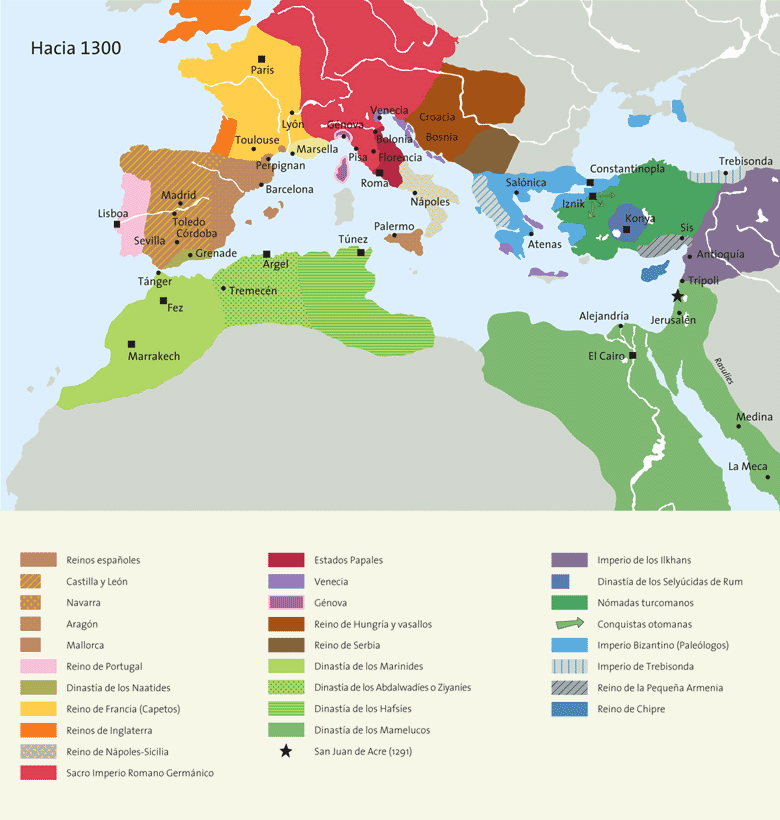 Hacia 1300
París
Lyón
Toulouse
Marsella
Perpignan
Barcelona
Madrid
Toledo
Córdoba
Sevilla
Grenade
Lisboa
Tánger
Fez
Marrakech
Tremecén
Argel
Túnez
Venecia
Génova
Bolonia
Pisa
Florencia
Roma
Nápoles
Palermo
Croacia
Bosnia
Salónica
Atenas
Constantinopla
Iznik
Konya
Trebisonda
Sis
Antioquía
Trípoli
Jerusalén
Alejandría
El Cairo
Rasulíes
Medina
La Meca
Reinos españoles
Castilla y León
Navarra
Aragón
Mallorca
Reino de Portugal
Dinastía de los Naatides
Reino de Francia (Capetos)
Reinos de Inglaterra
Reino de Nápoles-Sicilia
Sacro Imperio Romano Germánico
Estados Papales
Venecia
Génova
Reino de Hungría y vasallos
Reino de Serbia
Dinastía de los Marinides
Dinastía de los Abdalwadíes o Ziyanies
Dinastía de los Hafsíes
Dinastía de los Mamelucos
San Juan de Acre (1291)
Imperio de los Ilkhans
Dinastía de los Selyúcidas de Rum
Nómadas turcomanos
Conquistas otomanas
Imperio Bizantino (Paleólogos)
Imperio de Trebisonda
Reino de la Pequeña Armenia
Reino de Chipre